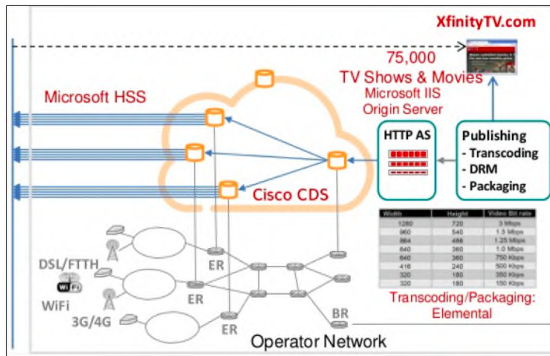 XfinityTV.com
75,000
TV Shows & Movies
Microsoft IIS
Origin Server
Microsoft HSS
HTTP AS
Publishing
- Transcoding
- DRM
- Packaging
Cisco CDS
Width Height Video Bit rate
1280 720 3 Mbps
960 540 1.5 Mbps
864 486 1.25 Mbps
640 360 1.0 Mbps
640 360 750 Kbps
416 240 500 Kbps
320 180 350 Kbps
320 180 150 Kbps
Transcoding/Packaging:
Elemental
DSL/FTTH
WiFi
WiFi
3G/4G
ER
ER
ER
BR
Operator Network